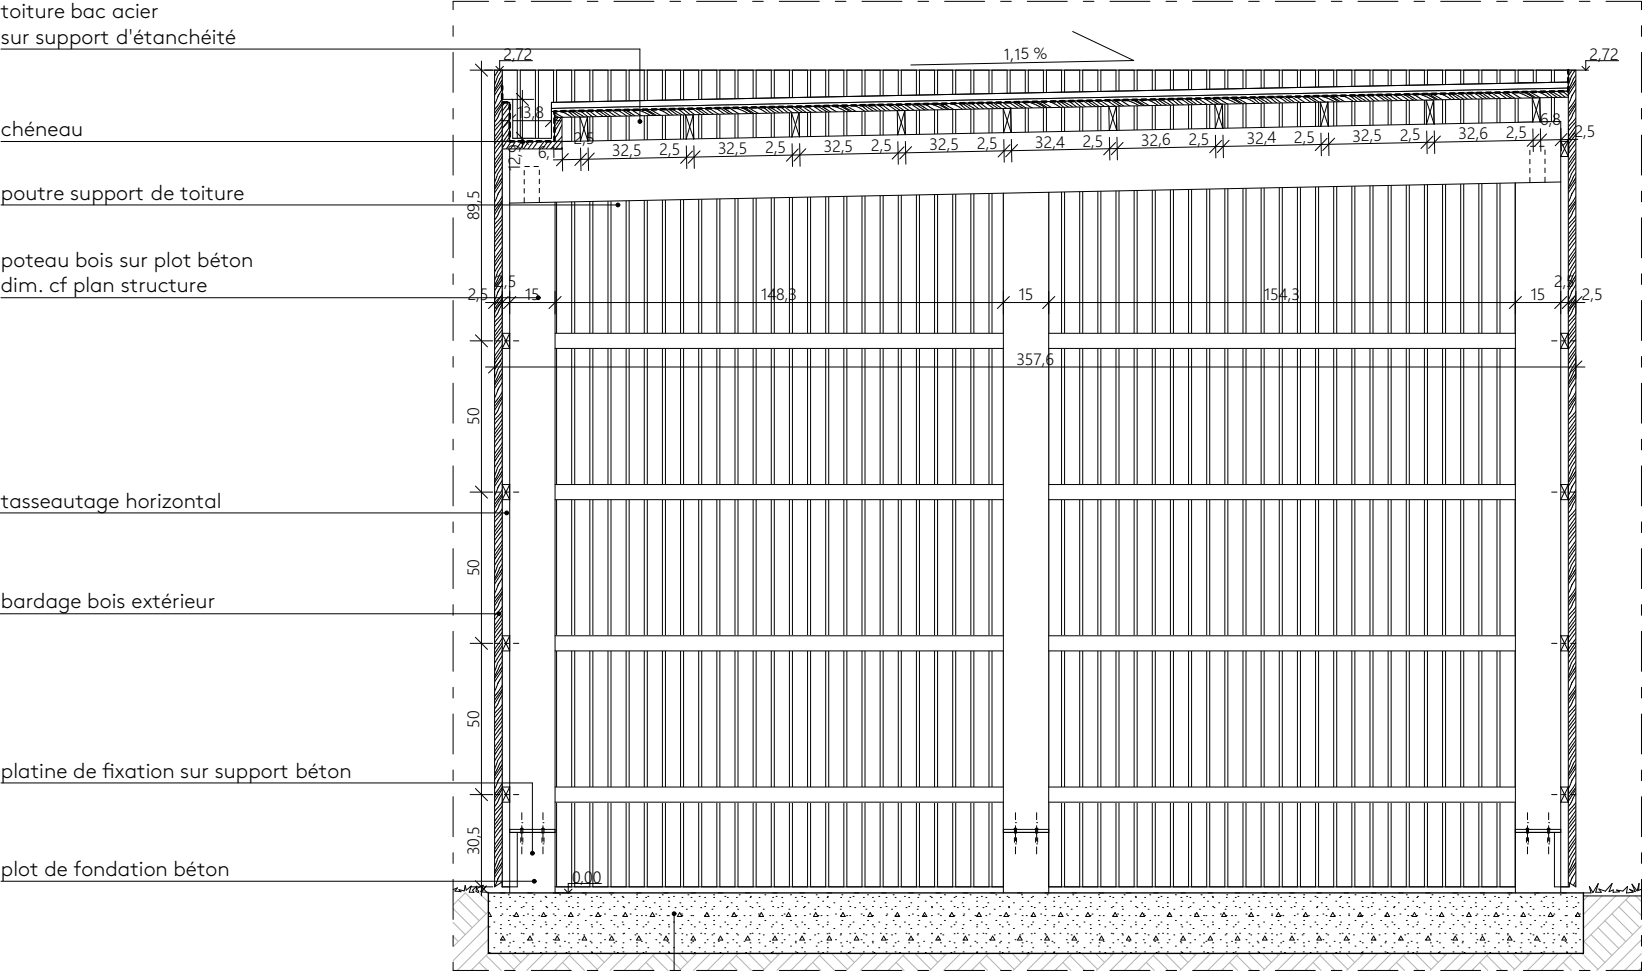 toiture bac acier
sur support d'étanchéité
chéneau
poutre support de toiture
poteau bois sur plot béton
dim. cf plan structure
tasseautage horizontal
bardage bois extérieur
platine de fixation sur support béton
plot de fondation béton
2,72
1,15 %
2,72
13,8
2,5
32,5 2,5 32,5 2,5 32,5 2,5 32,5 2,5 32,4 2,5 32,6 2,5 32,4 2,5 32,5 2,5 32,6 2,5
6,8
2,5
89,5
2,5 2,5 15 148,3 15 154,3 15 2,5 2,5
357,6
50
50
50
30,5
0,00